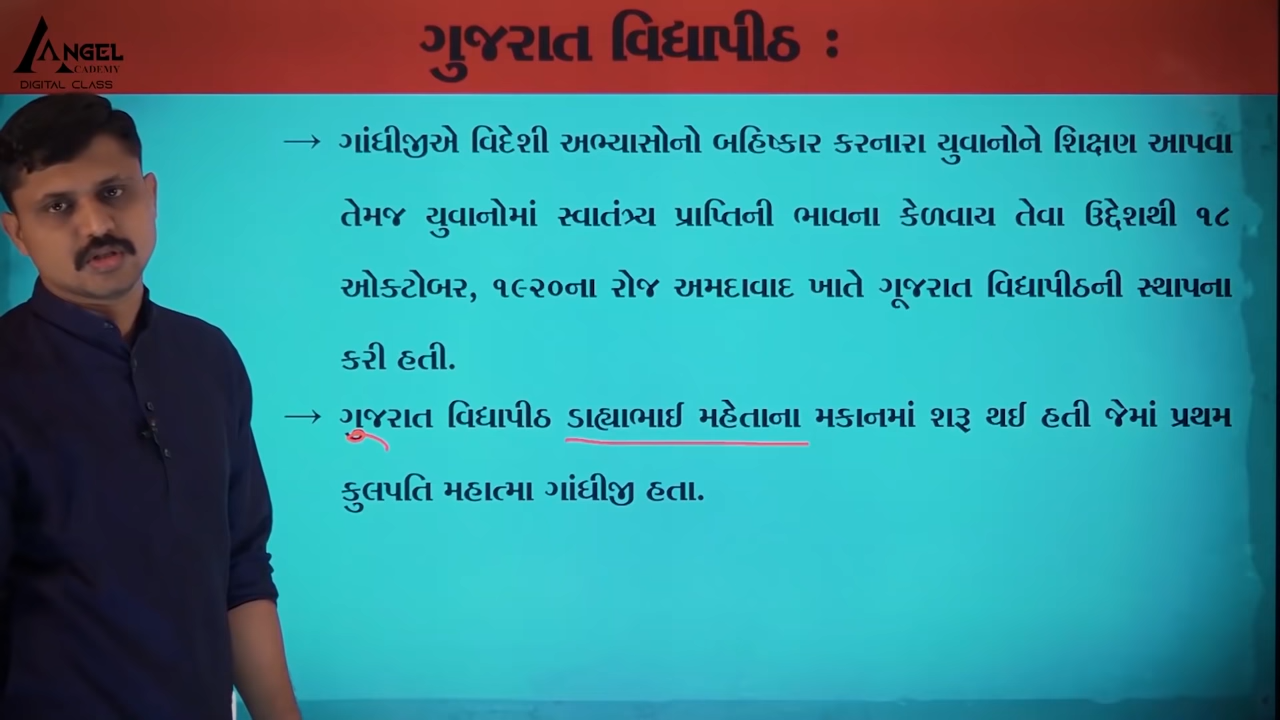 ANGEL
ACADEMY
DIGITAL CLASS
ગુજરાત વિદ્યાપીઠ :
→ ગાંધીજીએ વિદેશી અભ્યાસોનો બહિષ્કાર કરનારા યુવાનોને શિક્ષણ આપવા
તેમજ યુવાનોમાં સ્વાતંત્ર્ય પ્રાપ્તિની ભાવના કેળવાય તેવા ઉદ્દેશથી ૧૮
ઓક્ટોબર, ૧૯૨૦ના રોજ અમદાવાદ ખાતે ગૂજરાત વિદ્યાપીઠની સ્થાપના
કરી હતી.
→ ગુજરાત વિદ્યાપીઠ ડાહ્યાભાઈ મહેતાના મકાનમાં શરૂ થઈ હતી જેમાં પ્રથમ
કુલપતિ મહાત્મા ગાંધીજી હતા.